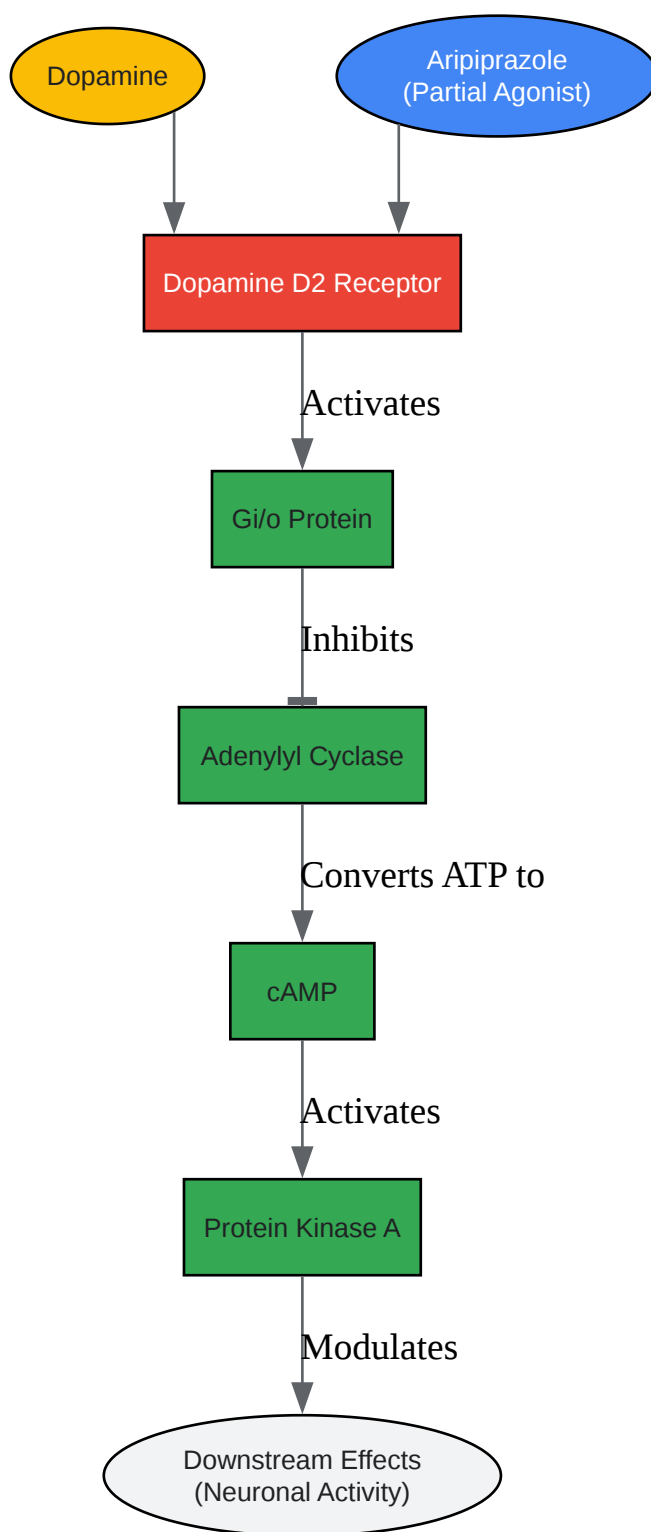 Dopamine
Aripiprazole
(Partial Agonist)
Dopamine D2 Receptor
Activates
Gi/o Protein
Inhibits
Adenylyl Cyclase
Converts ATP to
cAMP
Activates
Protein Kinase A
Modulates
Downstream Effects
(Neuronal Activity)